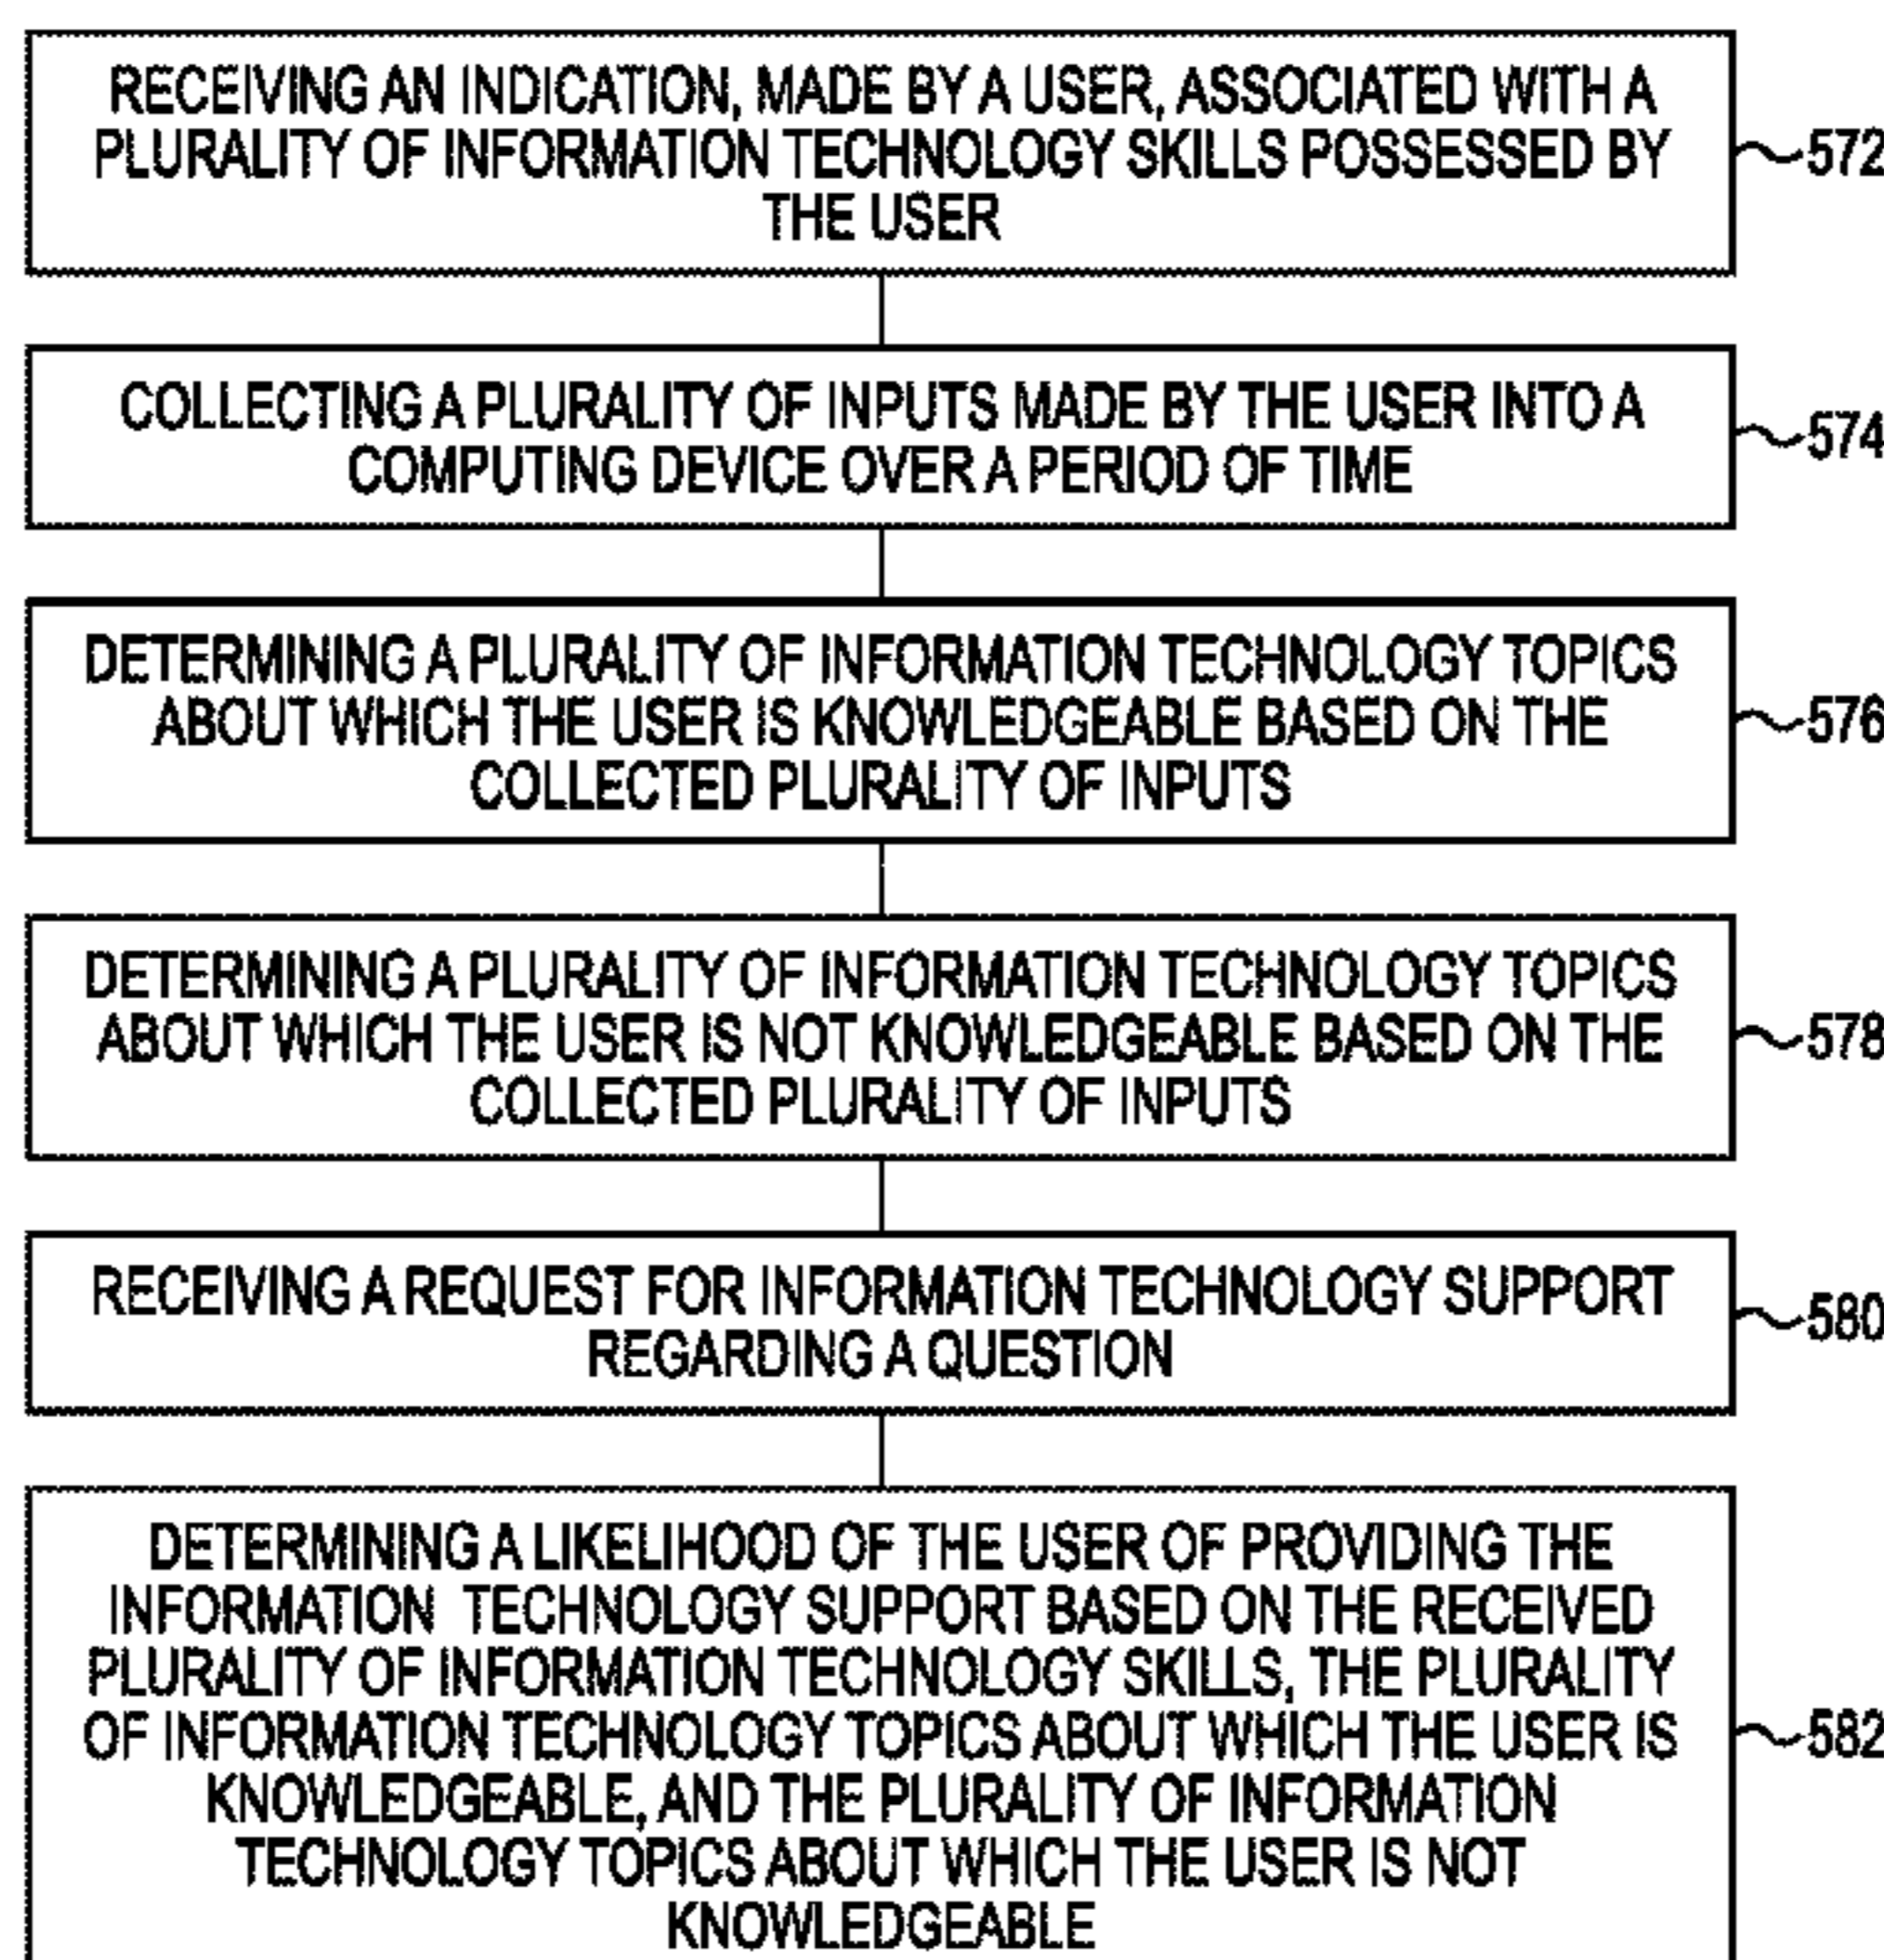 RECEIVING AN INDICATION, MADE BY A USER, ASSOCIATED WITH A
PLURALITY OF INFORMATION TECHNOLOGY SKILLS POSSESSED BY
THE USER
572
COLLECTING A PLURALITY OF INPUTS MADE BY THE USER INTO A
COMPUTING DEVICE OVER A PERIOD OF TIME
574
DETERMINING A PLURALITY OF INFORMATION TECHNOLOGY TOPICS
ABOUT WHICH THE USER IS KNOWLEDGEABLE BASED ON THE
COLLECTED PLURALITY OF INPUTS
576
DETERMINING A PLURALITY OF INFORMATION TECHNOLOGY TOPICS
ABOUT WHICH THE USER IS NOT KNOWLEDGEABLE BASED ON THE
COLLECTED PLURALITY OF INPUTS
578
RECEIVING A REQUEST FOR INFORMATION TECHNOLOGY SUPPORT
REGARDING A QUESTION
580
DETERMINING A LIKELIHOOD OF THE USER OF PROVIDING THE
INFORMATION TECHNOLOGY SUPPORT BASED ON THE RECEIVED
PLURALITY OF INFORMATION TECHNOLOGY SKILLS, THE PLURALITY
OF INFORMATION TECHNOLOGY TOPICS ABOUT WHICH THE USER IS
KNOWLEDGEABLE, AND THE PLURALITY OF INFORMATION
TECHNOLOGY TOPICS ABOUT WHICH THE USER IS NOT
KNOWLEDGEABLE
582